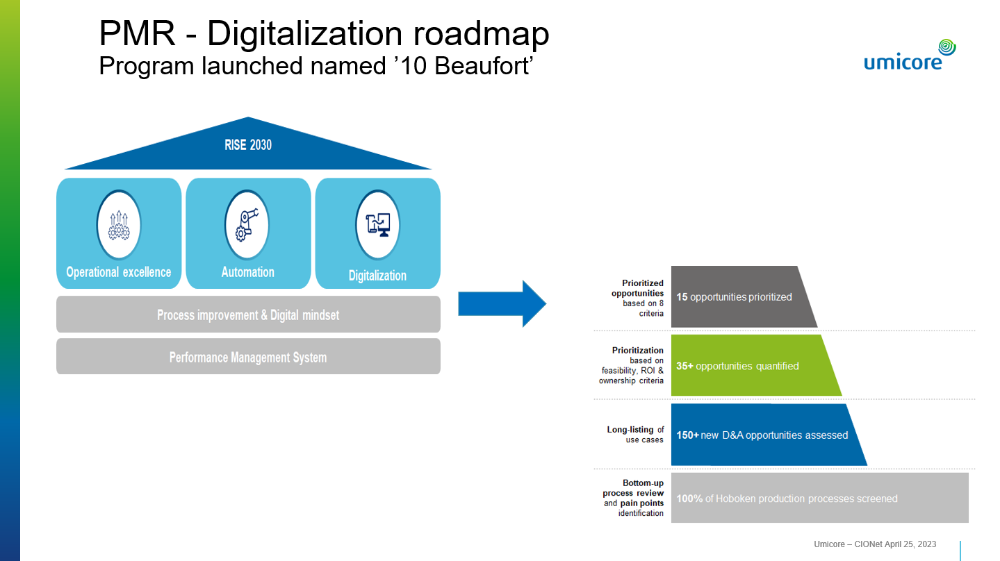 PMR - Digitalization roadmap
Program launched named ’10 Beaufort’
umicore
RISE 2030
Operational excellence
Automation
Digitalization
Process improvement & Digital mindset
Performance Management System
Prioritized
opportunities
based on 8
criteria
15 opportunities prioritized
Prioritization
based on
feasibility, ROI &
ownership criteria
35+ opportunities quantified
Long-listing of
use cases
150+ new D&A opportunities assessed
Bottom-up
process review
and pain points
identification
100% of Hoboken production processes screened
Umicore – CIONet April 25, 2023